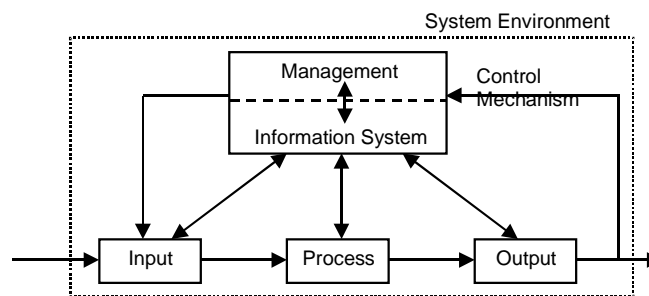 System Environment
Management
Control
Mechanism
Information System
Input
Process
Output